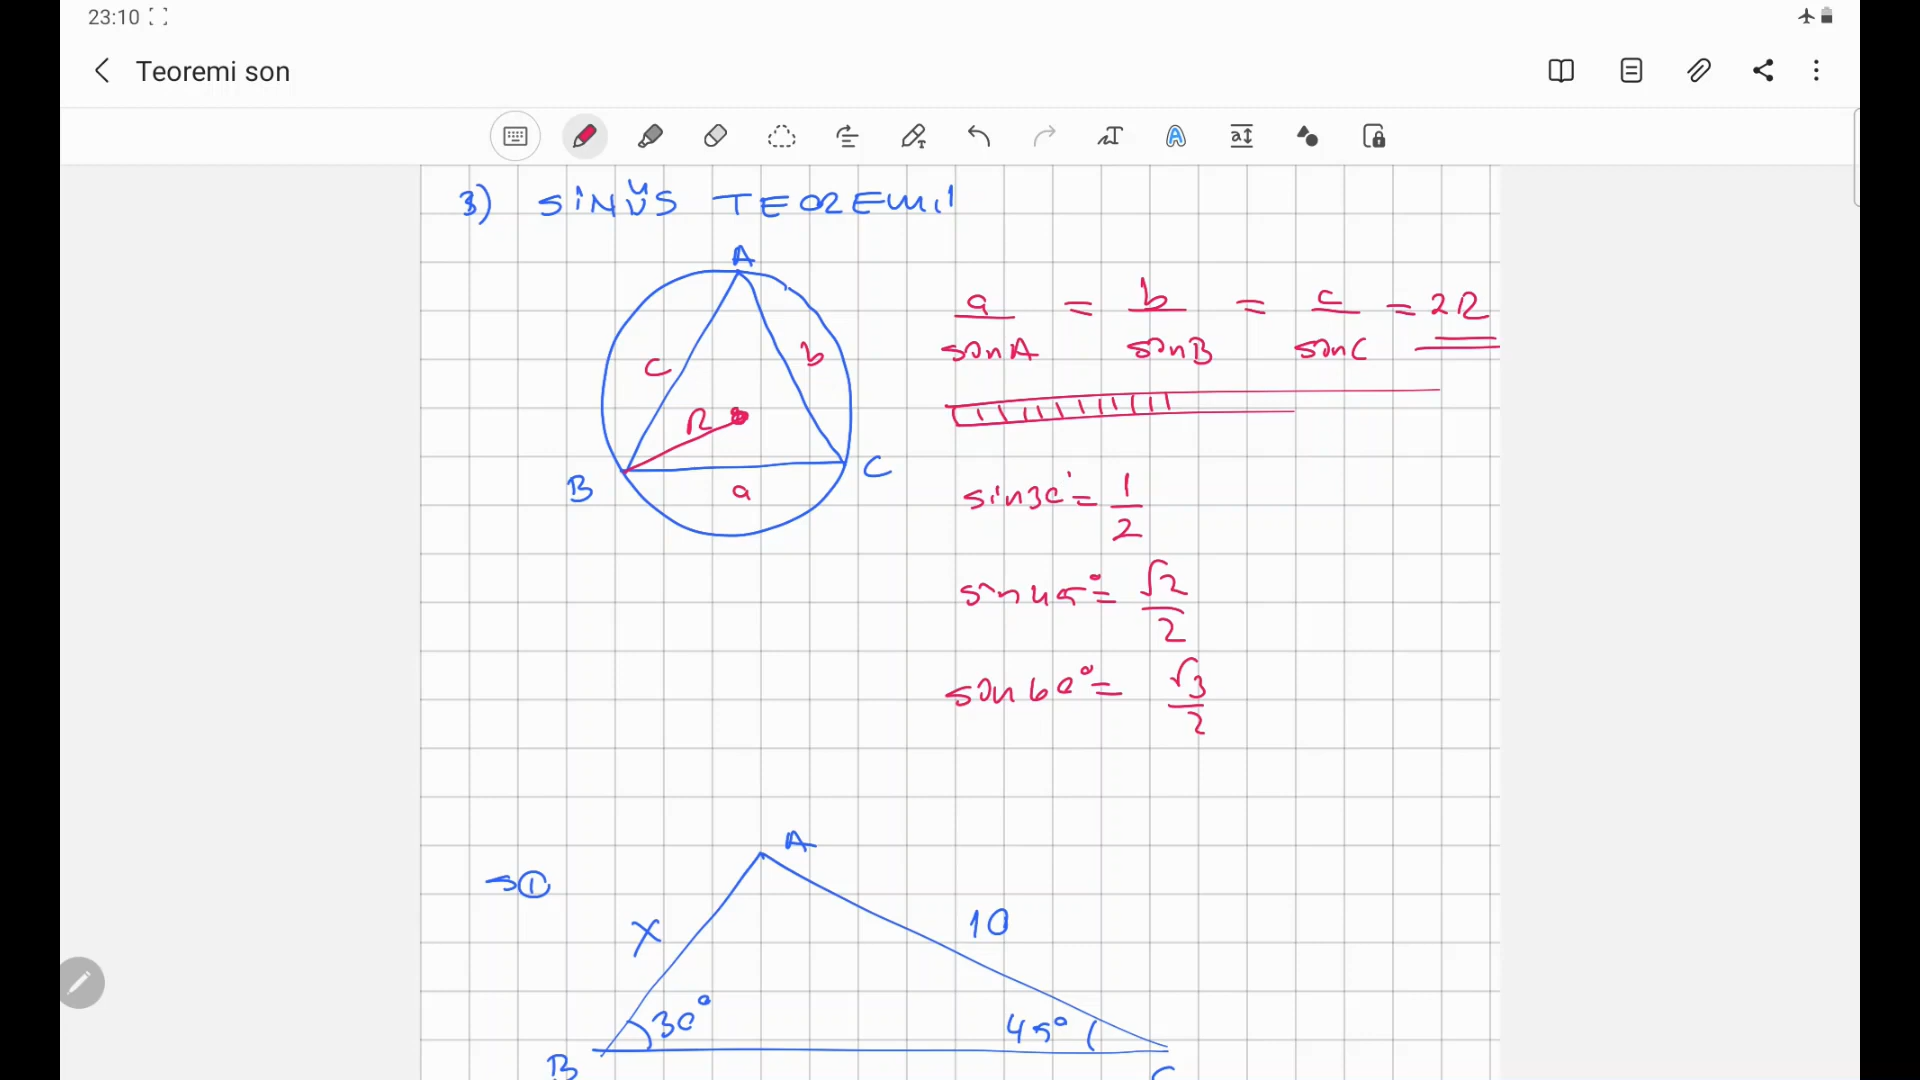 23:10
Teoremi son
3) SİNÜS TEOREMİ
A
c
b
R
B
a
C
a/sinA = b/sinB = c/sinC = 2R
sin30° = 1/2
sin45° = √2/2
sin60° = √3/2
S①
A
x
10
30°
45°
B
C